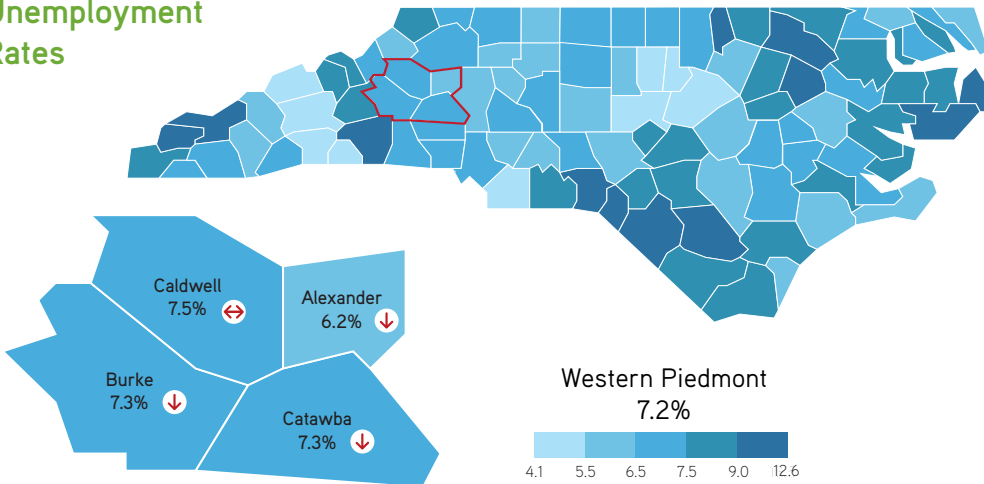 Unemployment
Rates
Caldwell
7.5%
Alexander
6.2%
Burke
7.3%
Catawba
7.3%
Western Piedmont
7.2%
4.1 5.5 6.5 7.5 9.0 12.6